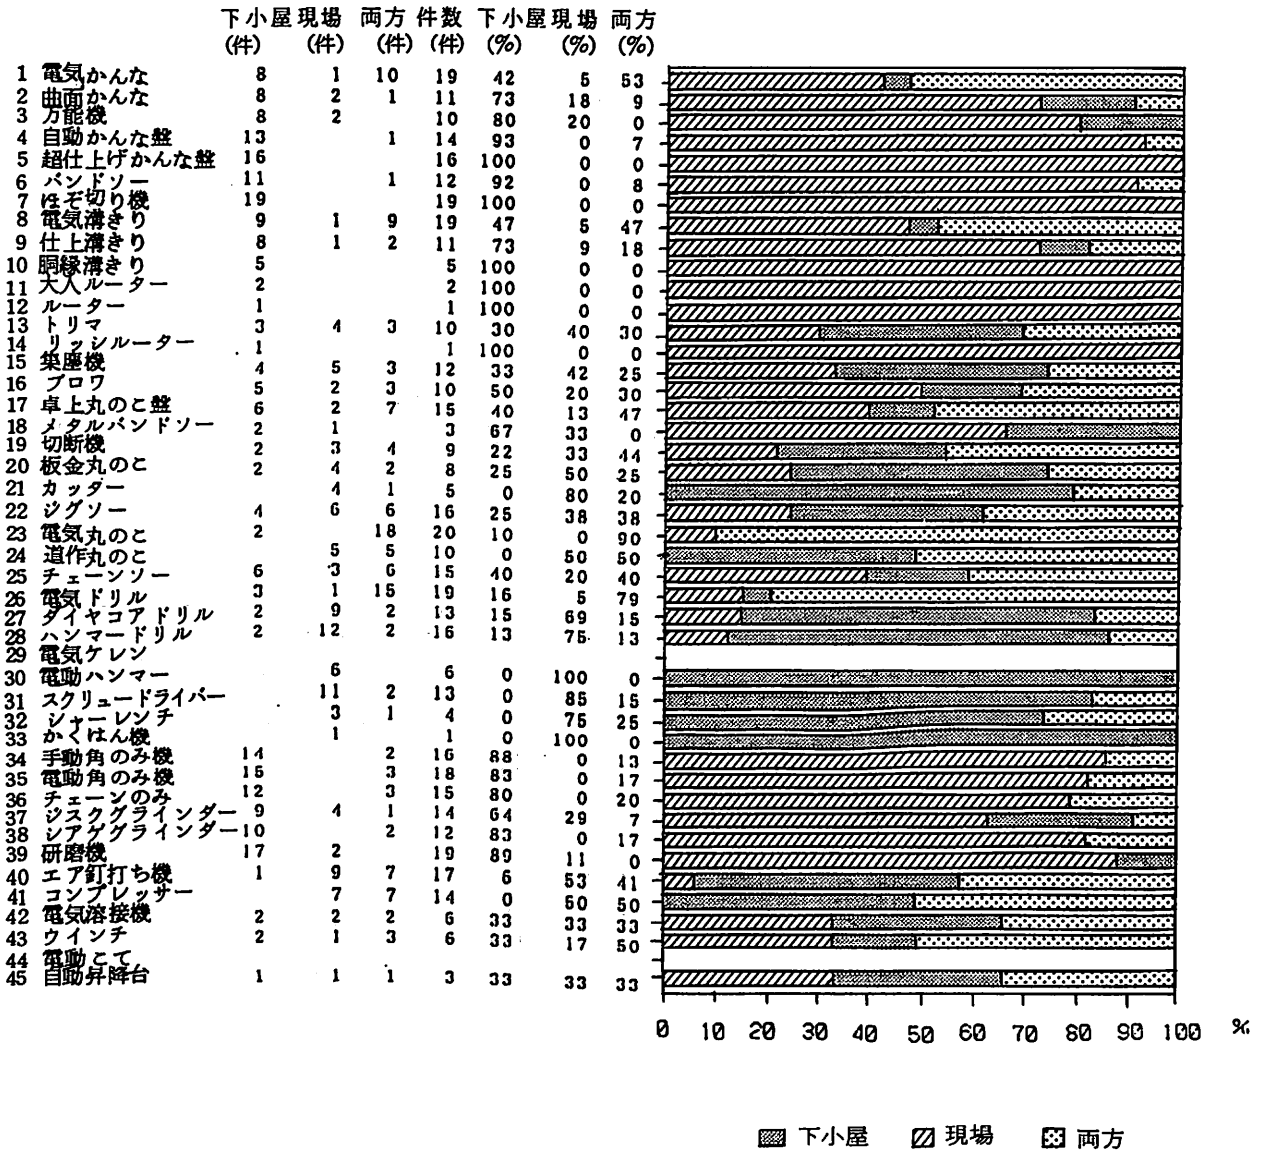 下小屋 現場 両方 件数 下小屋 現場 両方
(件) (件) (件) (件) (%) (%) (%)
1 電気かんな 8 1 10 19 42 5 53
2 曲面かんな 8 2 1 11 73 18 9
3 万能機 8 2 10 80 20 0
4 自動かんな盤 13 1 14 93 0 7
5 超仕上げかんな盤 16 16 100 0 0
6 バンドソー 11 1 12 92 0 8
7 ほぞ切り機 19 19 100 0 0
8 電気溝きり 9 1 9 19 47 5 47
9 仕上溝きり 8 1 2 11 73 9 18
10 胴縁溝きり 5 5 100 0 0
11 大入ルーター 2 2 100 0 0
12 ルーター 1 1 100 0 0
13 トリマ 3 4 3 10 30 40 30
14 リッシルーター 1 1 100 0 0
15 集塵機 4 5 3 12 33 42 25
16 ブロワ 5 2 3 10 50 20 30
17 卓上丸のこ盤 6 2 7 15 40 13 47
18 メタルバンドソー 2 1 3 67 33 0
19 切断機 2 3 4 9 22 33 44
20 板金丸のこ 2 4 2 8 25 50 25
21 カッター 4 1 5 0 80 20
22 ジグソー 4 6 6 16 25 38 38
23 電気丸のこ 2 18 20 10 0 90
24 造作丸のこ 5 5 10 0 50 50
25 チェーンソー 6 3 6 15 40 20 40
26 電気ドリル 3 1 15 19 16 5 79
27 ダイヤコアドリル 2 9 2 13 15 69 15
28 ハンマードリル 2 12 2 16 13 75 13
29 電気ケレン
30 電動ハンマー 6 6 0 100 0
31 スクリュードライバー 11 2 13 0 85 15
32 シャーレンチ 3 1 4 0 75 25
33 かくはん機 1 1 0 100 0
34 手動角のみ機 14 2 16 88 0 13
35 電動角のみ機 15 3 18 83 0 17
36 チェーンのみ 12 3 15 80 0 20
37 ジスクグラインダー 9 4 1 14 64 29 7
38 シアゲグラインダー 10 2 12 83 0 17
39 研磨機 17 2 19 89 11 0
40 エア釘打ち機 1 9 7 17 6 53 41
41 コンプレッサー 7 7 14 0 50 50
42 電気溶接機 2 2 2 6 33 33 33
43 ウインチ 2 1 3 6 33 17 50
44 電動こて
45 自動昇降台 1 1 1 3 33 33 33
0 10 20 30 40 50 60 70 80 90 100 %
下小屋 現場 両方